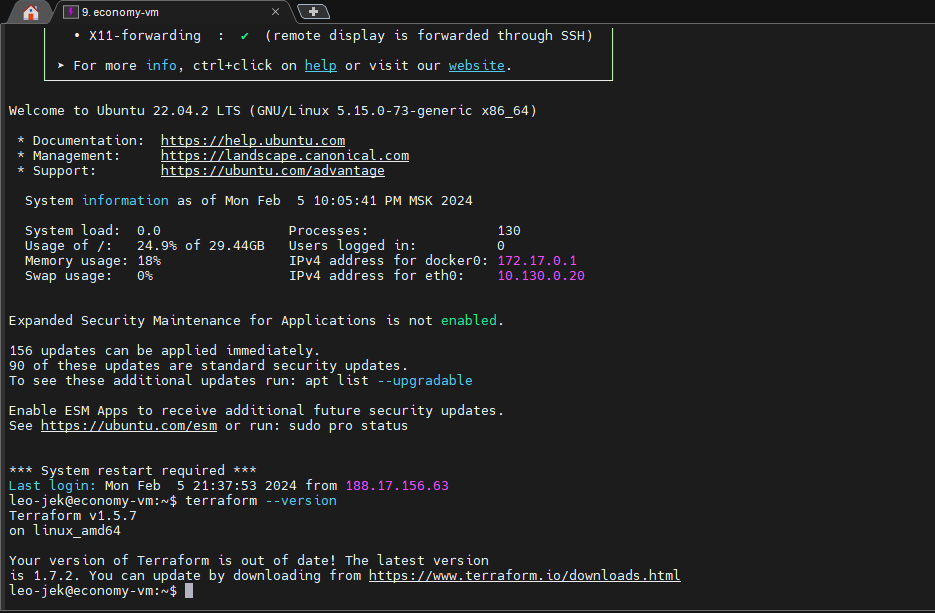 9. economy-vm
• X11-forwarding  :  ✔  (remote display is forwarded through SSH)
➤ For more info, ctrl+click on help or visit our website.
Welcome to Ubuntu 22.04.2 LTS (GNU/Linux 5.15.0-73-generic x86_64)
* Documentation:  https://help.ubuntu.com
* Management:     https://landscape.canonical.com
* Support:        https://ubuntu.com/advantage
System information as of Mon Feb  5 10:05:41 PM MSK 2024
System load:  0.0                Processes:                130
Usage of /:   24.9% of 29.44GB   Users logged in:          0
Memory usage: 18%                IPv4 address for docker0: 172.17.0.1
Swap usage:   0%                 IPv4 address for eth0:    10.130.0.20
Expanded Security Maintenance for Applications is not enabled.
156 updates can be applied immediately.
90 of these updates are standard security updates.
To see these additional updates run: apt list --upgradable
Enable ESM Apps to receive additional future security updates.
See https://ubuntu.com/esm or run: sudo pro status
*** System restart required ***
Last login: Mon Feb  5 21:37:53 2024 from 188.17.156.63
leo-jek@economy-vm:~$ terraform --version
Terraform v1.5.7
on linux_amd64
Your version of Terraform is out of date! The latest version
is 1.7.2. You can update by downloading from https://www.terraform.io/downloads.html
leo-jek@economy-vm:~$